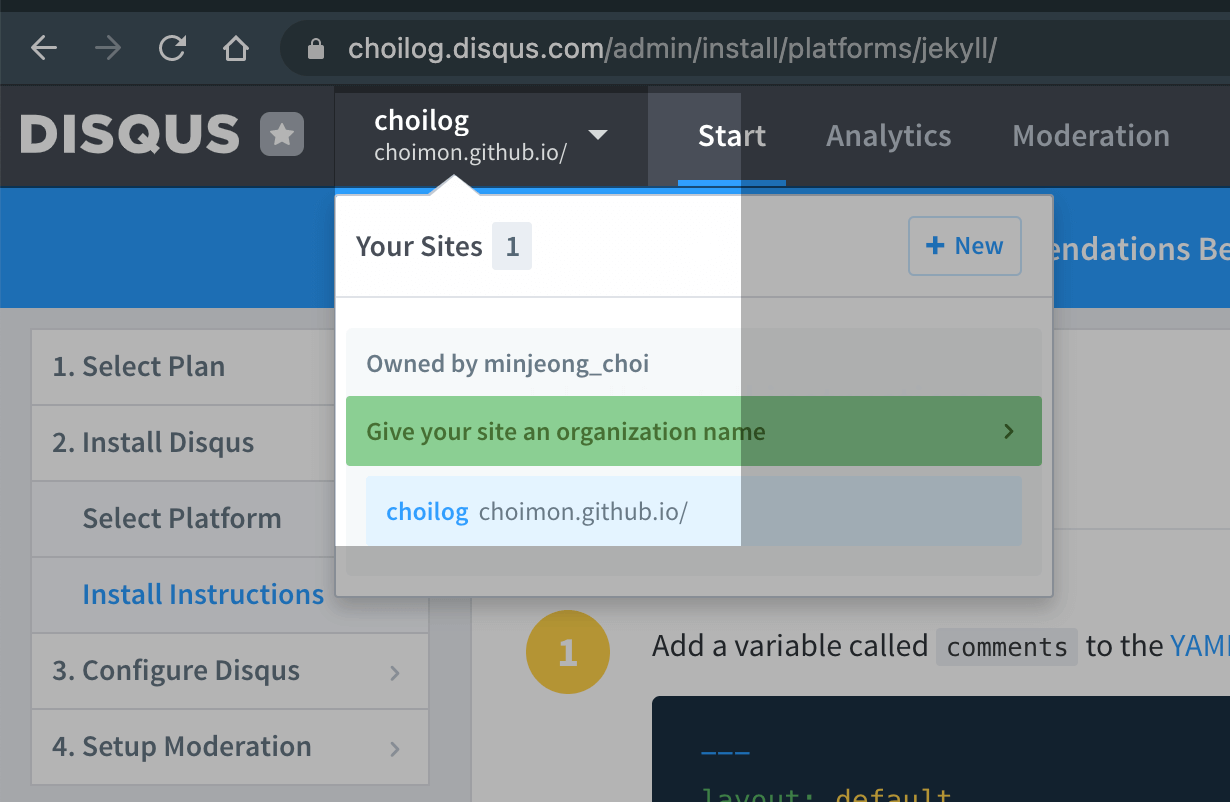 choilog.disqus.com/admin/install/platforms/jekyll/
DISQUS
choilog
choimon.github.io/
Start
Analytics
Moderation
Your Sites 1
+ New
Owned by minjeong_choi
Give your site an organization name
choilog choimon.github.io/
1. Select Plan
2. Install Disqus
Select Platform
Install Instructions
3. Configure Disqus
4. Setup Moderation
1
Add a variable called comments to the
---
layout: default